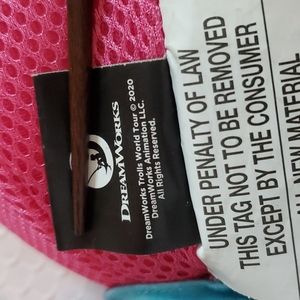 DREAMWORKS
DreamWorks Trolls World Tour © 2020
DreamWorks Animation LLC.
All Rights Reserved.
UNDER PENALTY OF LAW
THIS TAG NOT TO BE REMOVED
EXCEPT BY THE CONSUMER
MATERIAL